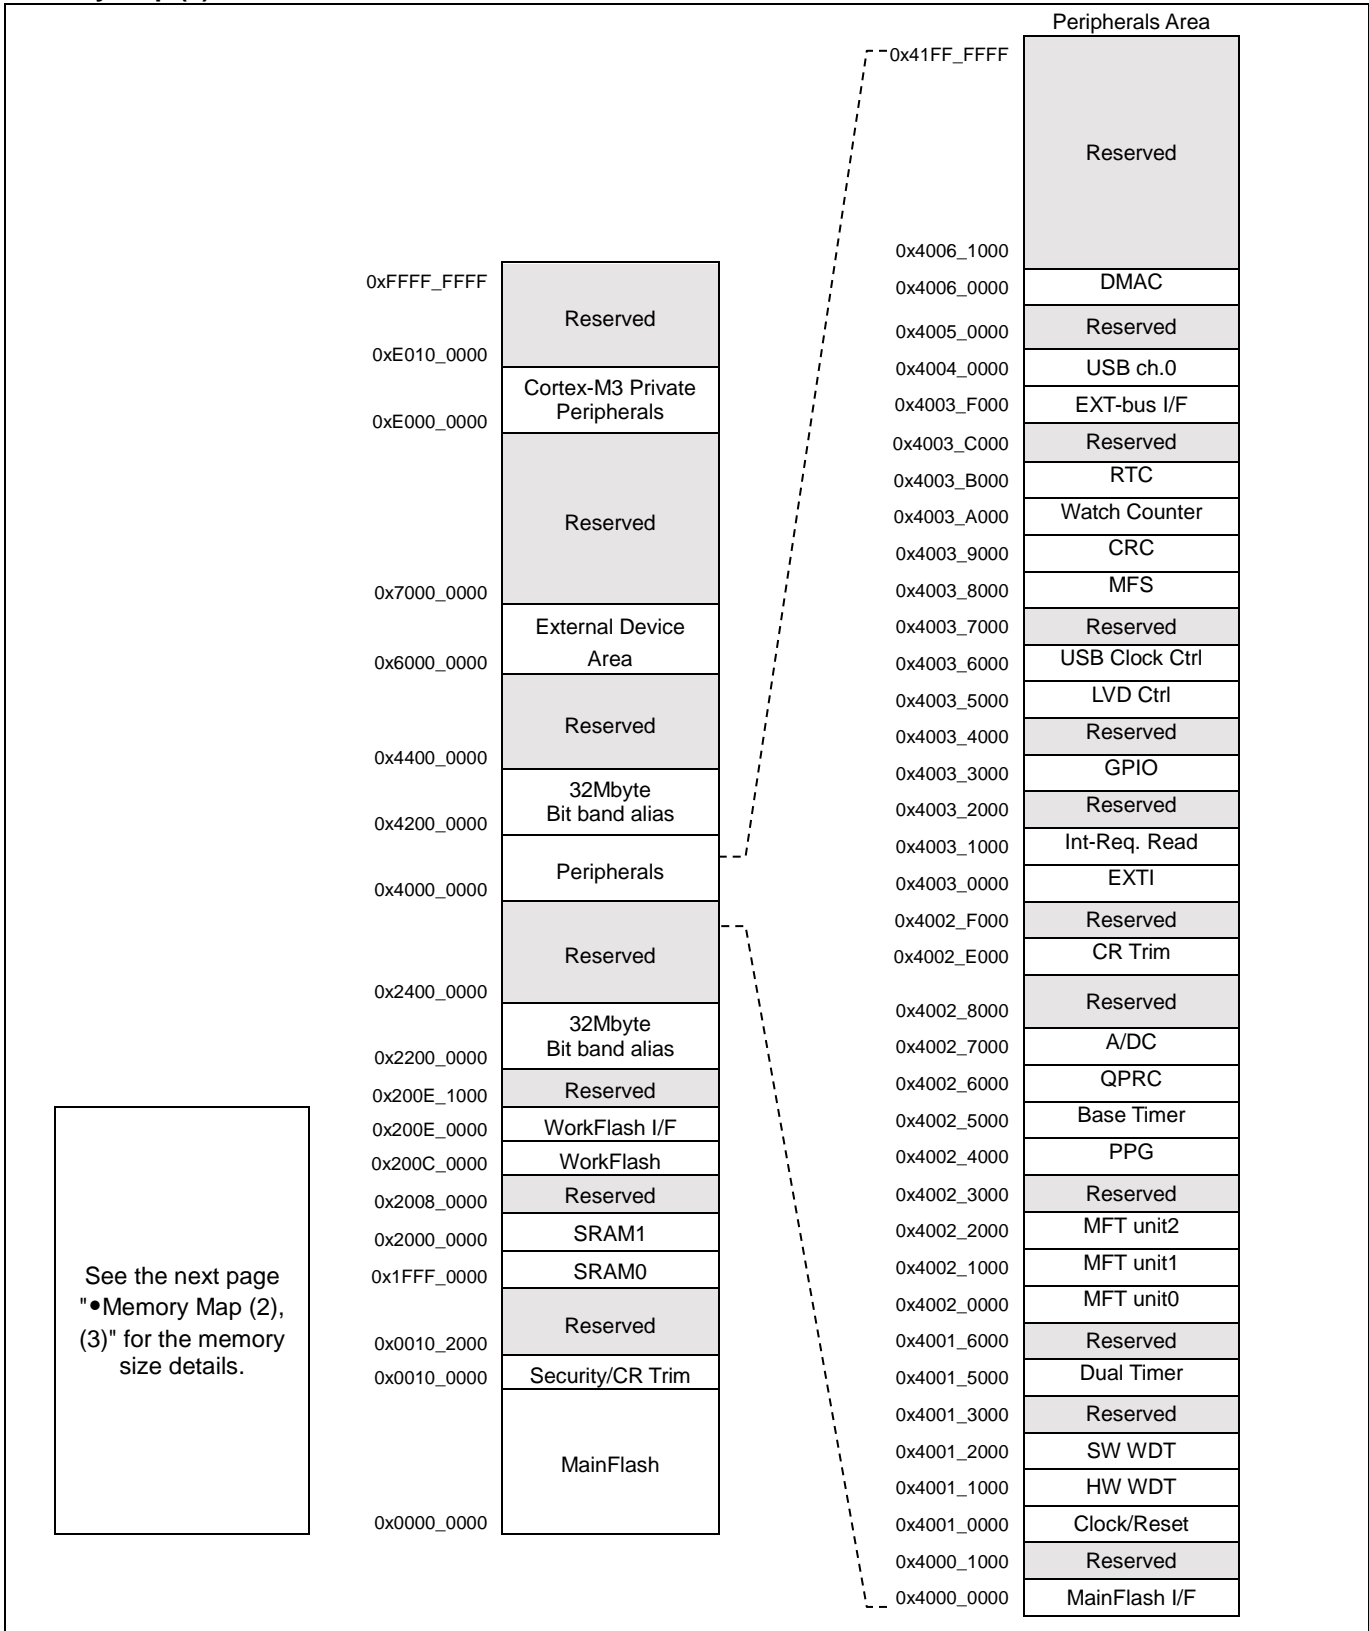 Peripherals Area
0x41FF_FFFF
Reserved
0x4006_1000
0x4006_0000 DMAC
0x4005_0000 Reserved
0x4004_0000 USB ch.0
0x4003_F000 EXT-bus I/F
0x4003_C000 Reserved
0x4003_B000 RTC
0x4003_A000 Watch Counter
0x4003_9000 CRC
0x4003_8000 MFS
0x4003_7000 Reserved
0x4003_6000 USB Clock Ctrl
0x4003_5000 LVD Ctrl
0x4003_4000 Reserved
0x4003_3000 GPIO
0x4003_2000 Reserved
0x4003_1000 Int-Req. Read
0x4003_0000 EXTI
0x4002_F000 Reserved
0x4002_E000 CR Trim
0x4002_8000 Reserved
0x4002_7000 A/DC
0x4002_6000 QPRC
0x4002_5000 Base Timer
0x4002_4000 PPG
0x4002_3000 Reserved
0x4002_2000 MFT unit2
0x4002_1000 MFT unit1
0x4002_0000 MFT unit0
0x4001_6000 Reserved
0x4001_5000 Dual Timer
0x4001_3000 Reserved
0x4001_2000 SW WDT
0x4001_1000 HW WDT
0x4001_0000 Clock/Reset
0x4000_1000 Reserved
0x4000_0000 MainFlash I/F
0xFFFF_FFFF
Reserved
0xE010_0000
Cortex-M3 Private
Peripherals
0xE000_0000
Reserved
0x7000_0000
External Device
0x6000_0000 Area
Reserved
0x4400_0000
32Mbyte
Bit band alias
0x4200_0000
Peripherals
0x4000_0000
Reserved
0x2400_0000
32Mbyte
Bit band alias
0x2200_0000
0x200E_1000 Reserved
0x200E_0000 WorkFlash I/F
0x200C_0000 WorkFlash
0x2008_0000 Reserved
0x2000_0000 SRAM1
0x1FFF_0000 SRAM0
Reserved
0x0010_2000
0x0010_0000 Security/CR Trim
MainFlash
0x0000_0000
See the next page
"●Memory Map (2),
(3)" for the memory
size details.